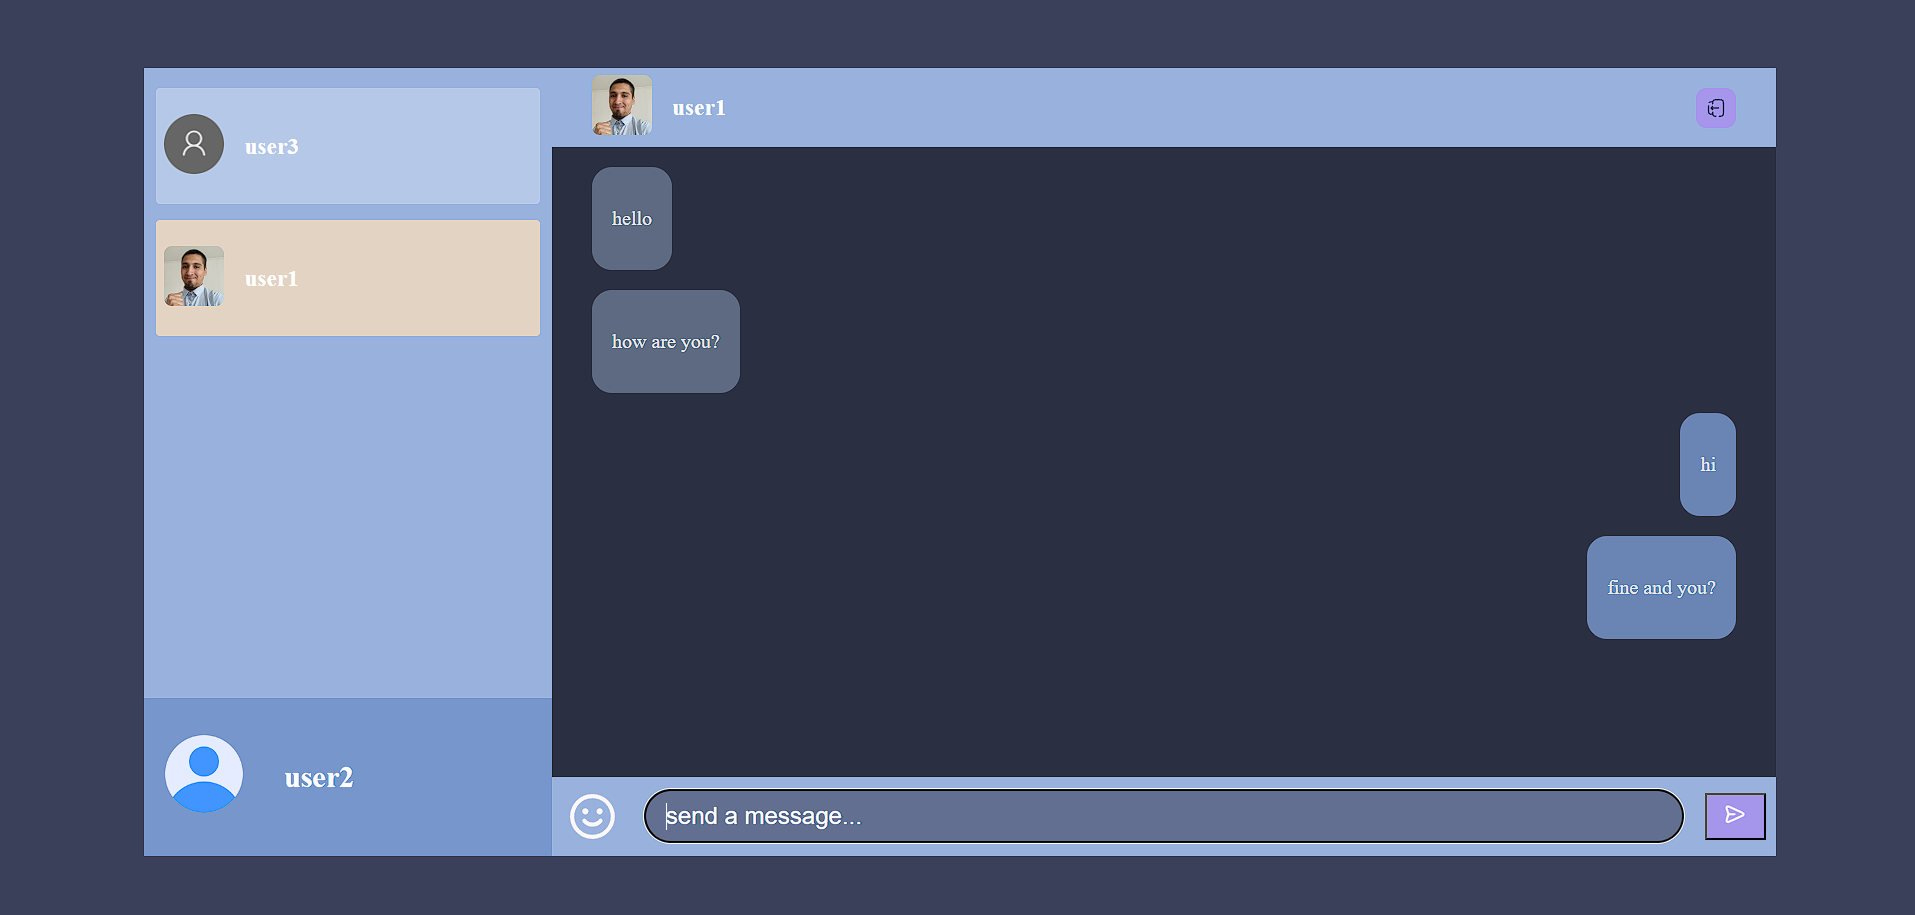 user3
user1
user2
user1
hello
how are you?
hi
fine and you?
send a message...